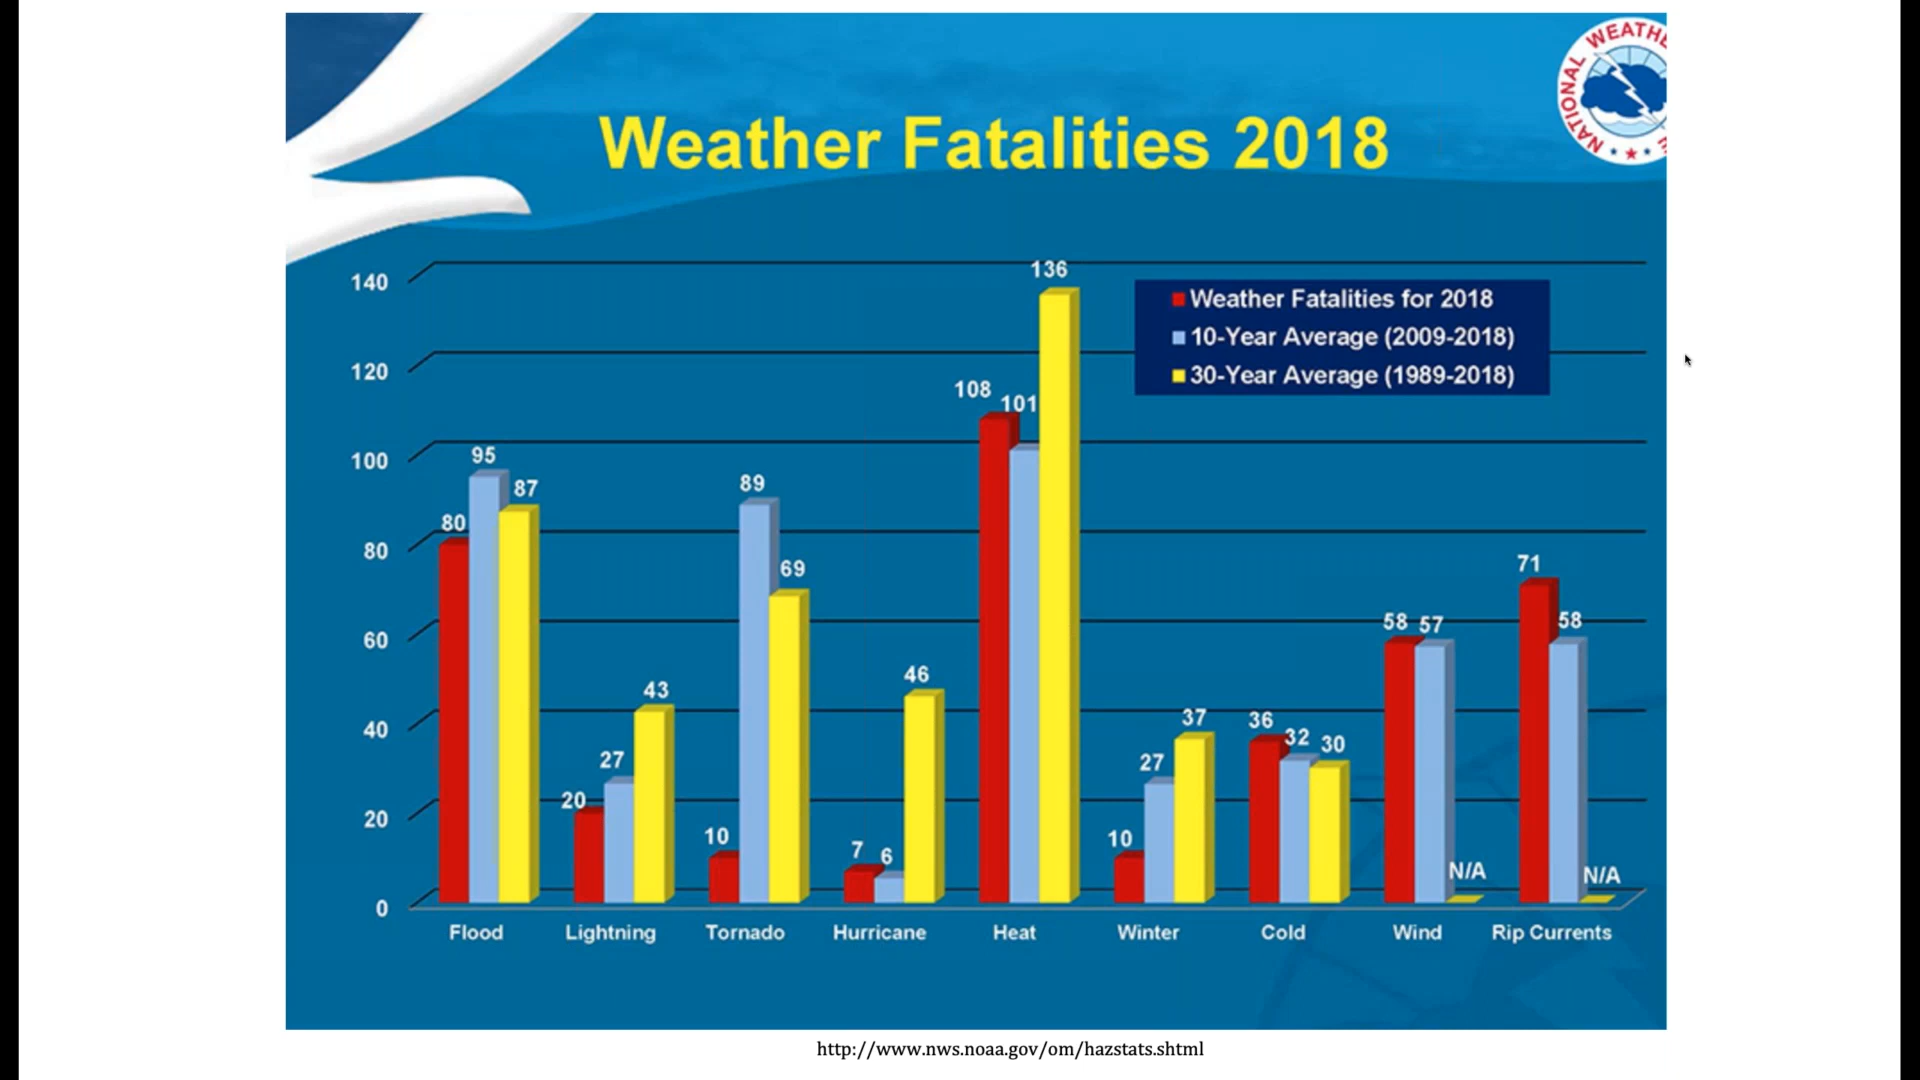 NATIONAL WEATHE
Weather Fatalities 2018
Weather Fatalities for 2018
10-Year Average (2009-2018)
30-Year Average (1989-2018)
140
120
100
80
60
40
20
0
80 95 87
20 27 43
10 89 69
7 6 46
108 101 136
10 27 37
36 32 30
58 57 N/A
71 58 N/A
Flood Lightning Tornado Hurricane Heat Winter Cold Wind Rip Currents
http://www.nws.noaa.gov/om/hazstats.shtml